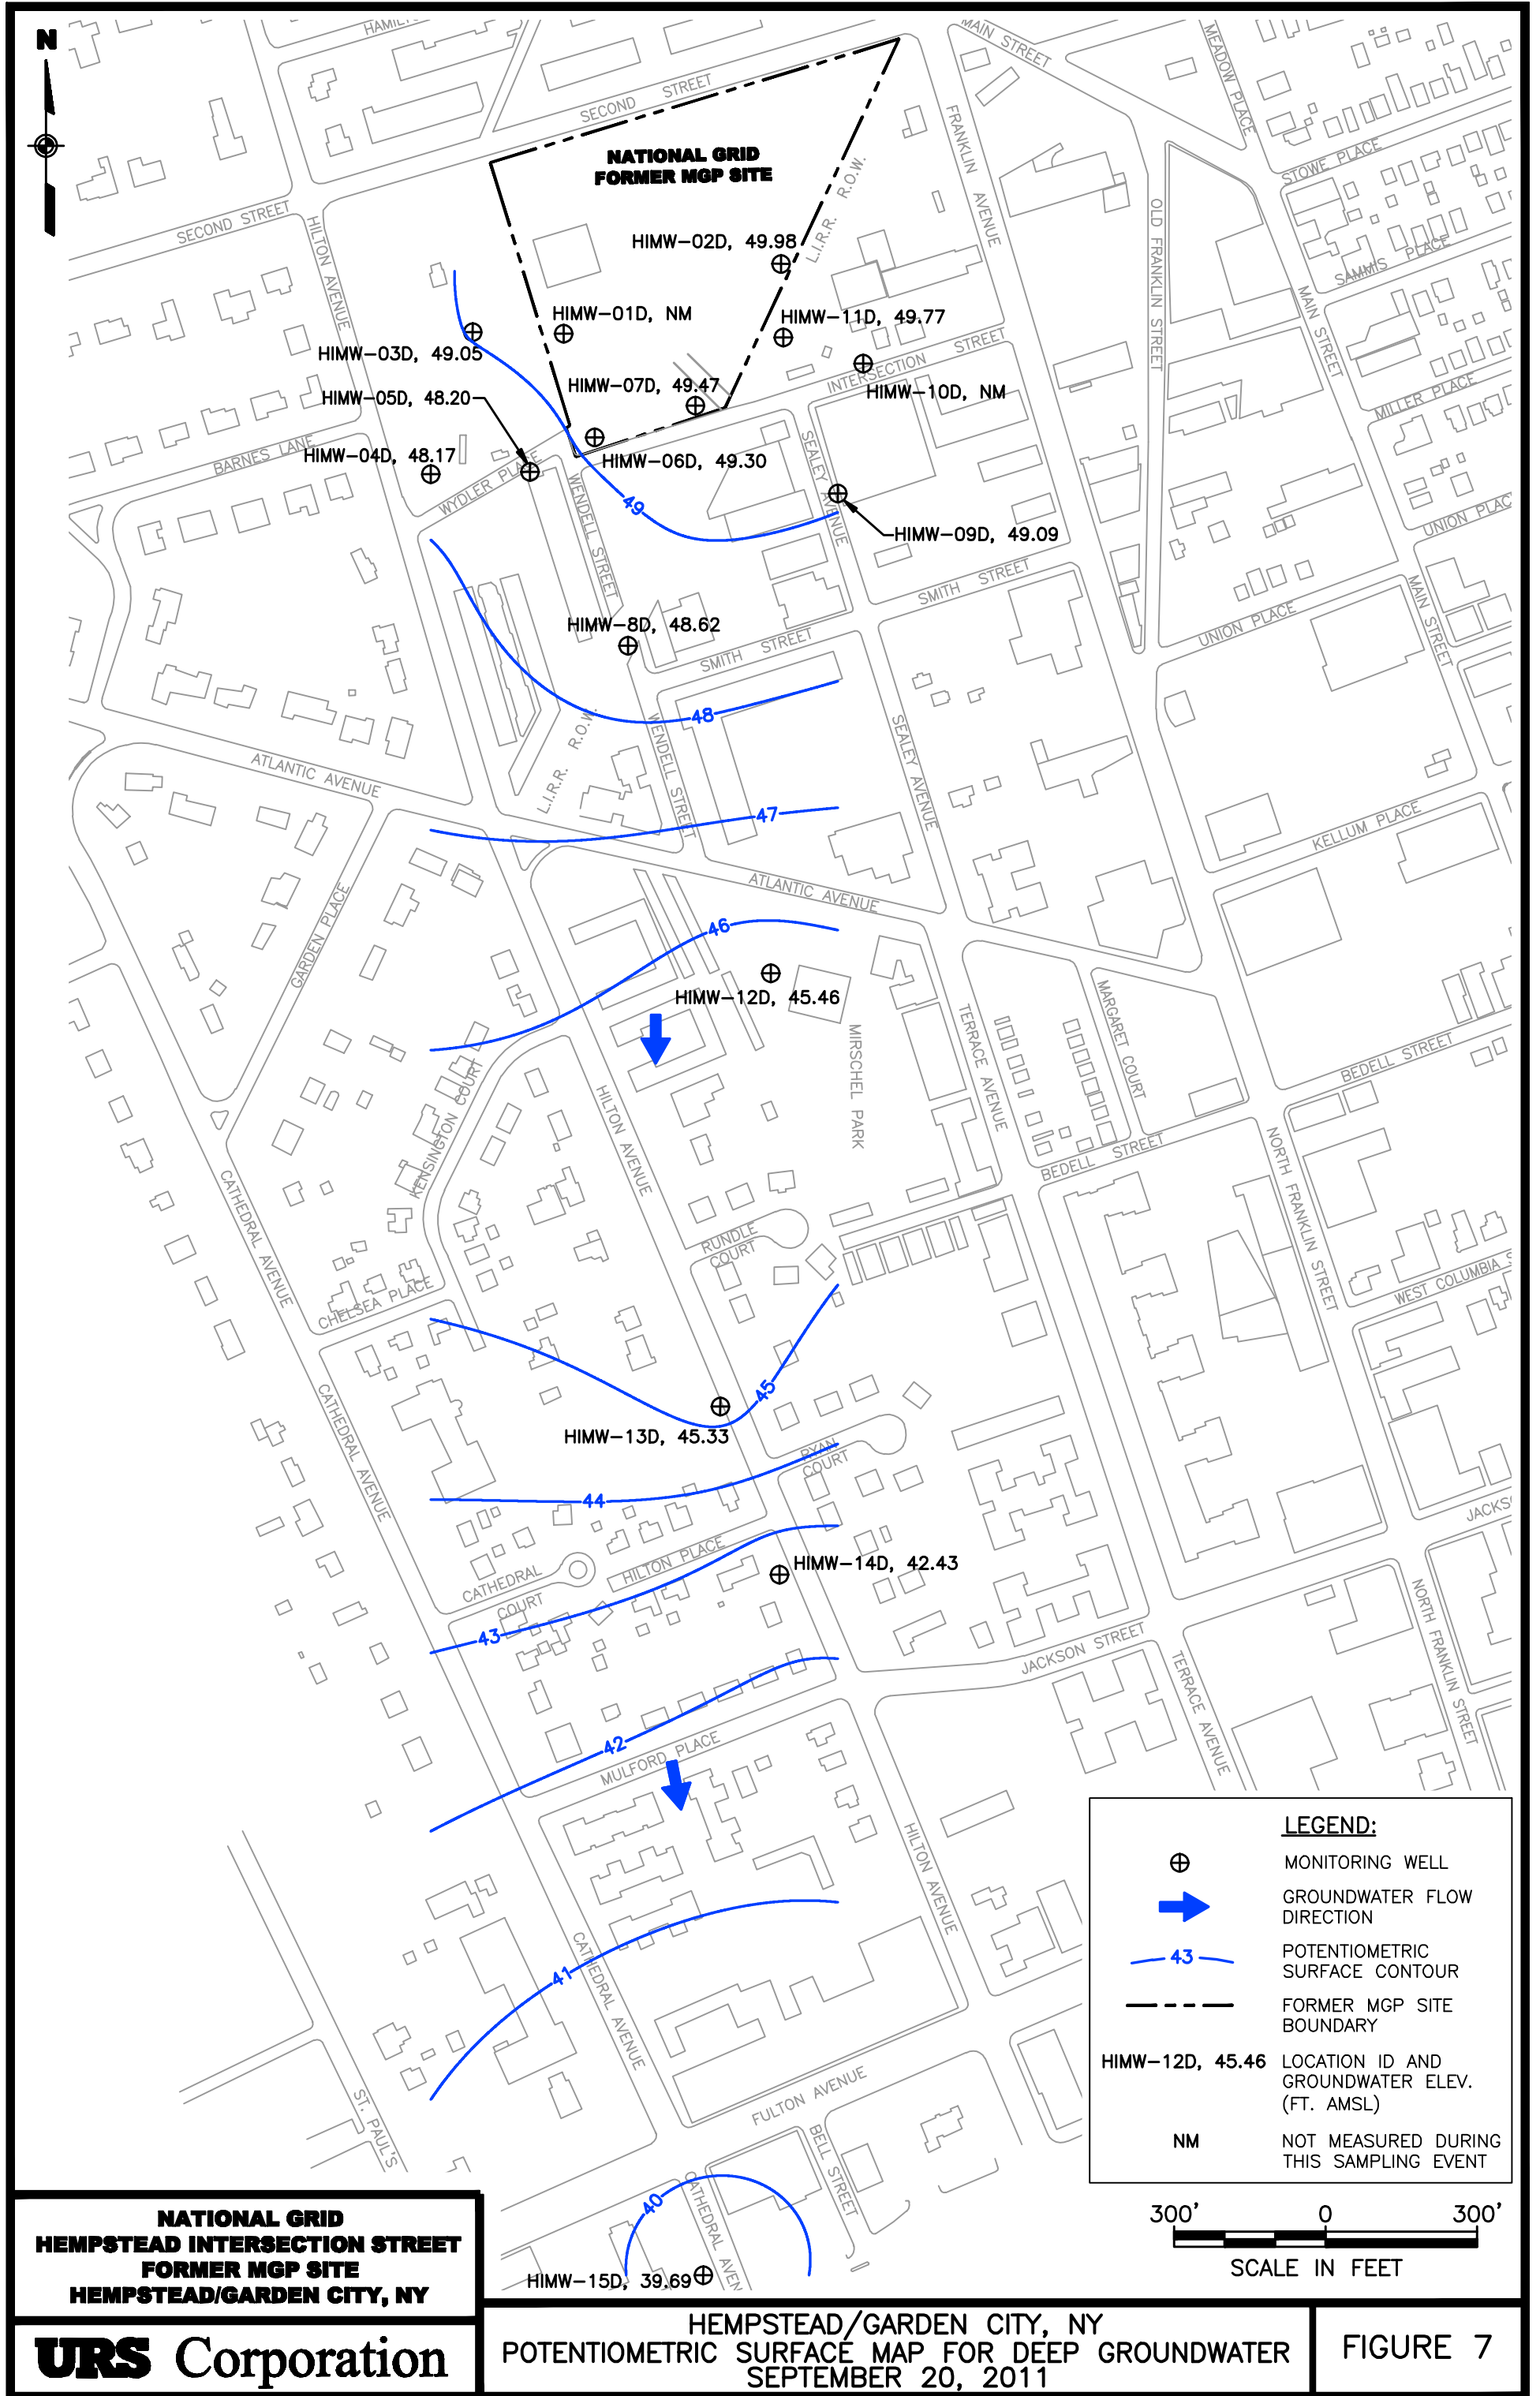 N
HAMIL
MAIN STREET
MEADOW PLACE
SECOND STREET
FRANKLIN AVENUE
NATIONAL GRID
FORMER MGP SITE
L.I.R.R. R.O.W.
STOWE PLACE
SECOND STREET
HILTON AVENUE
OLD FRANKLIN STREET
SAMMIS PLACE
HIMW-02D, 49.98
MAIN STREET
HIMW-01D, NM
HIMW-11D, 49.77
HIMW-03D, 49.05
INTERSECTION STREET
HIMW-07D, 49.47
HIMW-05D, 48.20
HIMW-10D, NM
MILLER PLACE
BARNES LANE
HIMW-04D, 48.17
HIMW-06D, 49.30
WYDLER PLACE
WENDELL STREET
SEALEY AVENUE
49
HIMW-09D, 49.09
UNION PLAC
SMITH STREET
MAIN STREET
UNION PLACE
HIMW-8D, 48.62
SMITH STREET
48
WENDELL STREET
L.I.R.R. R.O.W.
SEALEY AVENUE
ATLANTIC AVENUE
47
KELLUM PLACE
ATLANTIC AVENUE
GARDEN PLACE
46
HIMW-12D, 45.46
MARGARET COURT
TERRACE AVENUE
MIRSCHEL PARK
BEDELL STREET
KENSINGTON COURT
HILTON AVENUE
BEDELL STREET
NORTH FRANKLIN STREET
CATHEDRAL AVENUE
RUNDLE
COURT
WEST COLUMBIA S
CHELSEA PLACE
45
CATHEDRAL AVENUE
HIMW-13D, 45.33
RYAN
COURT
44
JACKS
HIMW-14D, 42.43
HILTON PLACE
CATHEDRAL
COURT
43
NORTH FRANKLIN STREET
JACKSON STREET
TERRACE AVENUE
42
MULFORD PLACE
HILTON AVENUE
41
CATHEDRAL AVENUE
FULTON AVENUE
ST. PAUL'S
BELL STREET
CATHEDRAL AVEN
40
HIMW-15D, 39.69
LEGEND:
MONITORING WELL
GROUNDWATER FLOW
DIRECTION
43
POTENTIOMETRIC
SURFACE CONTOUR
FORMER MGP SITE
BOUNDARY
HIMW-12D, 45.46
LOCATION ID AND
GROUNDWATER ELEV.
(FT. AMSL)
NM
NOT MEASURED DURING
THIS SAMPLING EVENT
300' 0 300'
SCALE IN FEET
NATIONAL GRID
HEMPSTEAD INTERSECTION STREET
FORMER MGP SITE
HEMPSTEAD/GARDEN CITY, NY
URS Corporation
HEMPSTEAD/GARDEN CITY, NY
POTENTIOMETRIC SURFACE MAP FOR DEEP GROUNDWATER
SEPTEMBER 20, 2011
FIGURE 7